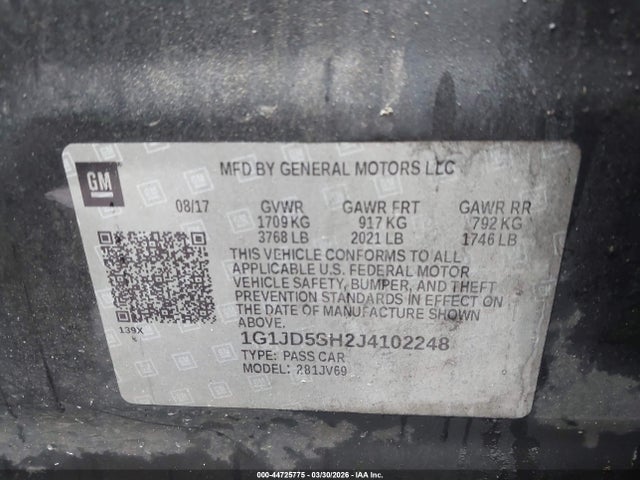 GM
MFD BY GENERAL MOTORS LLC
08/17 GVWR GAWR FRT GAWR RR
1709 KG 917 KG 792 KG
3768 LB 2021 LB 1746 LB
THIS VEHICLE CONFORMS TO ALL
APPLICABLE U.S. FEDERAL MOTOR
VEHICLE SAFETY, BUMPER, AND THEFT
PREVENTION STANDARDS IN EFFECT ON
THE DATE OF MANUFACTURE SHOWN
ABOVE.
139X
1G1JD5SH2J4102248
TYPE: PASS CAR
MODEL: 281JV69
000-44725775 - 03/30/2026 - IAA Inc.